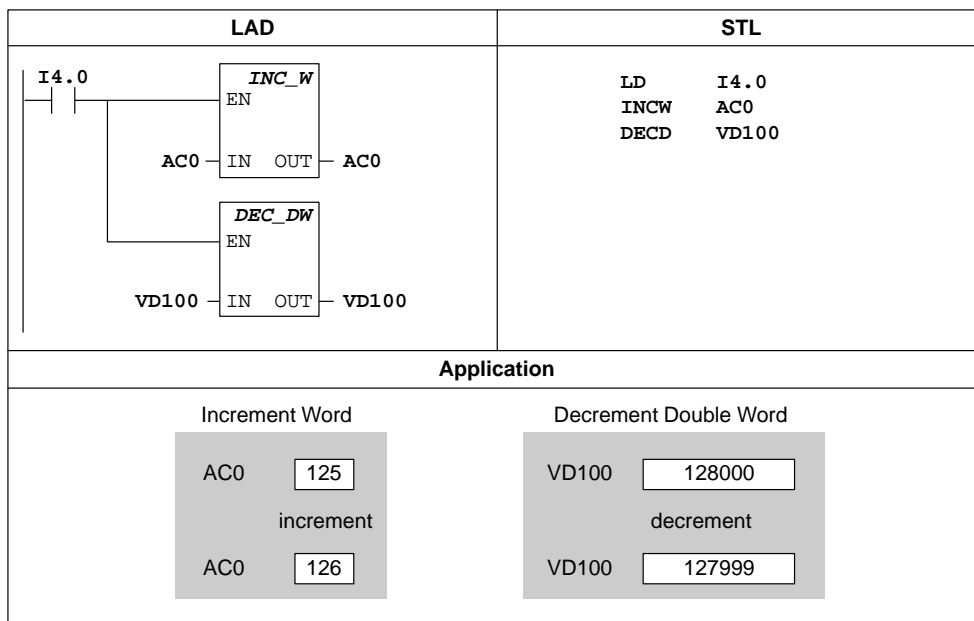 LAD
STL
I4.0
INC_W
EN
AC0 IN OUT AC0
DEC_DW
EN
VD100 IN OUT VD100
LD I4.0
INCW AC0
DECD VD100
Application
Increment Word
AC0 125
increment
AC0 126
Decrement Double Word
VD100 128000
decrement
VD100 127999